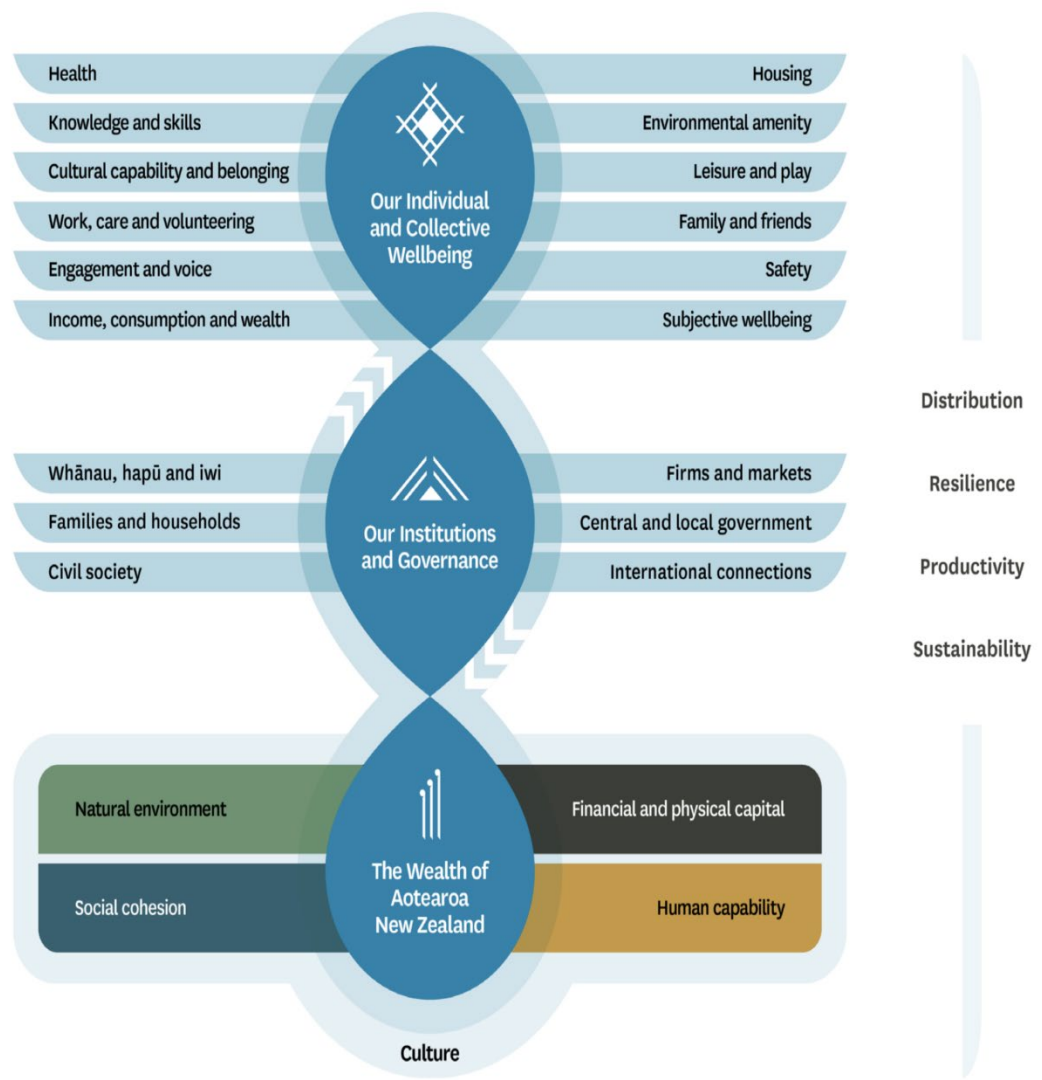 Health
Housing
Knowledge and skills
Environmental amenity
Cultural capability and belonging
Leisure and play
Our Individual
and Collective
Wellbeing
Work, care and volunteering
Family and friends
Engagement and voice
Safety
Income, consumption and wealth
Subjective wellbeing
Whānau, hapū and iwi
Firms and markets
Families and households
Central and local government
Our Institutions
and Governance
Civil society
International connections
Natural environment
Financial and physical capital
The Wealth of
Aotearoa
New Zealand
Social cohesion
Human capability
Culture
Distribution
Resilience
Productivity
Sustainability